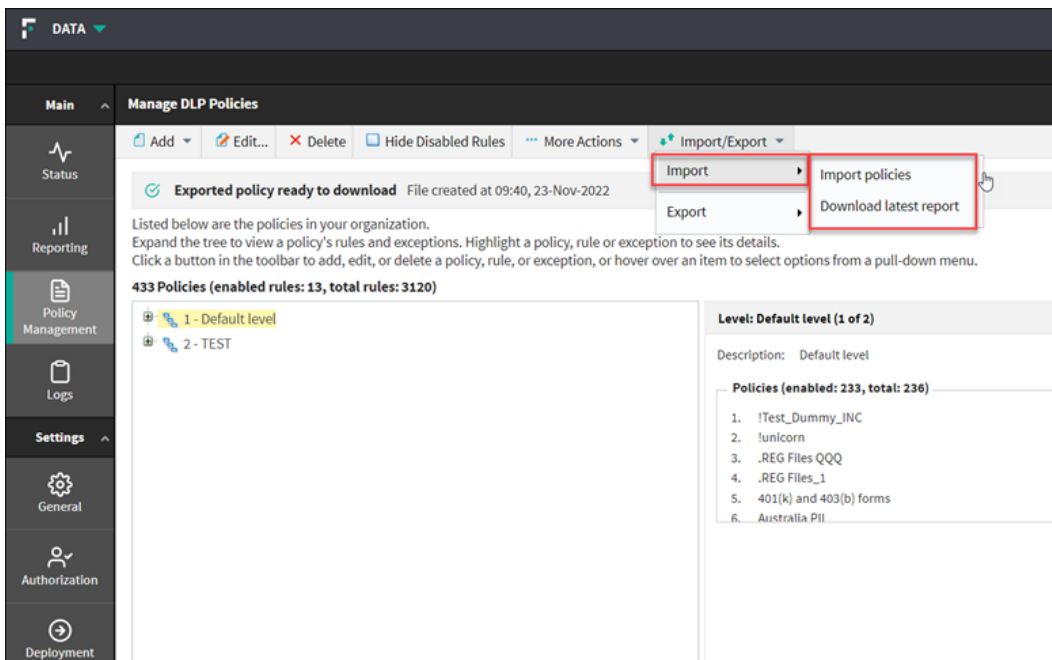 DATA
Main
Manage DLP Policies
Add
Edit...
Delete
Hide Disabled Rules
More Actions
Import/Export
Import
Export
Import policies
Download latest report
Status
Reporting
Policy
Management
Logs
Settings
General
Authorization
Deployment
Exported policy ready to download File created at 09:40, 23-Nov-2022
Listed below are the policies in your organization.
Expand the tree to view a policy's rules and exceptions. Highlight a policy, rule or exception to see its details.
Click a button in the toolbar to add, edit, or delete a policy, rule, or exception, or hover over an item to select options from a pull-down menu.
433 Policies (enabled rules: 13, total rules: 3120)
1 - Default level
2 - TEST
Level: Default level (1 of 2)
Description: Default level
Policies (enabled: 233, total: 236)
1. !Test_Dummy_INC
2. !unicorn
3. .REG Files QQQ
4. .REG Files_1
5. 401(k) and 403(b) forms
6. Australia PII